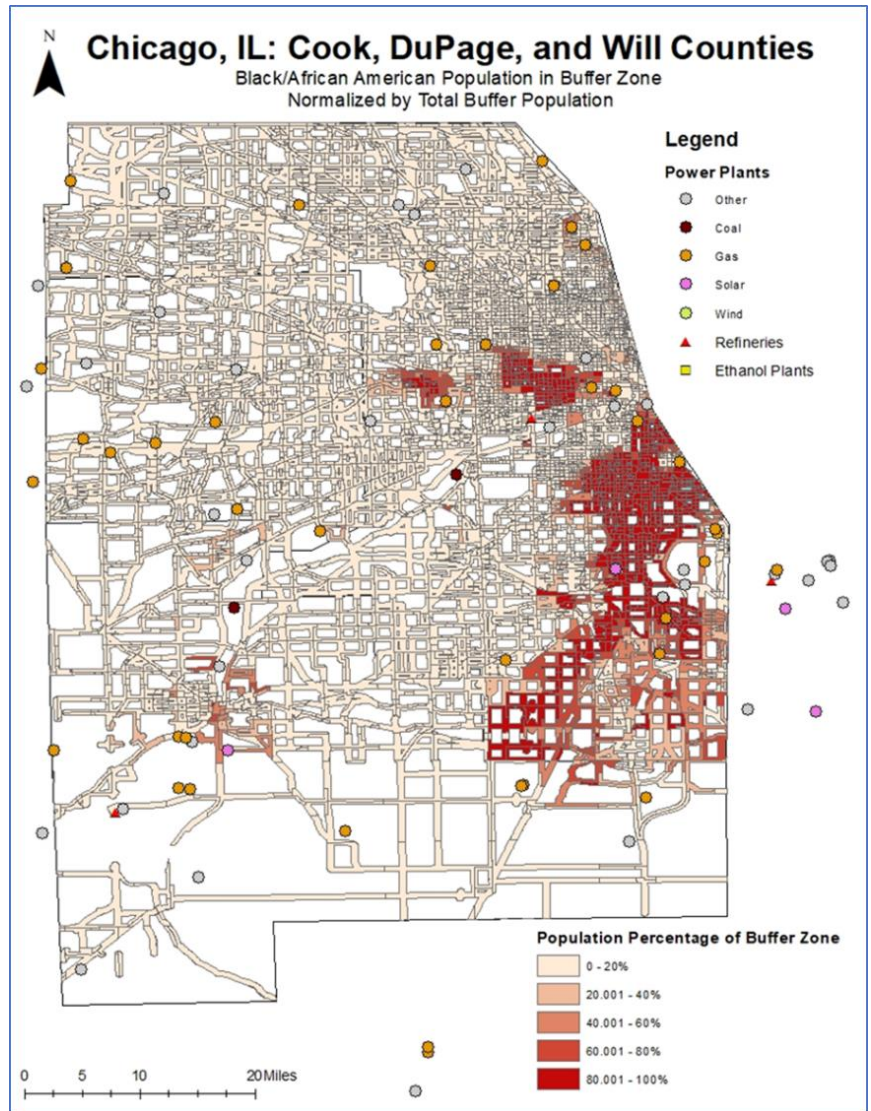 Chicago, IL: Cook, DuPage, and Will Counties
Black/African American Population in Buffer Zone
Normalized by Total Buffer Population
N
Legend
Power Plants
Other
Coal
Gas
Solar
Wind
Refineries
Ethanol Plants
Population Percentage of Buffer Zone
0 - 20%
20.001 - 40%
40.001 - 60%
60.001 - 80%
80.001 - 100%
0 5 10 20 Miles